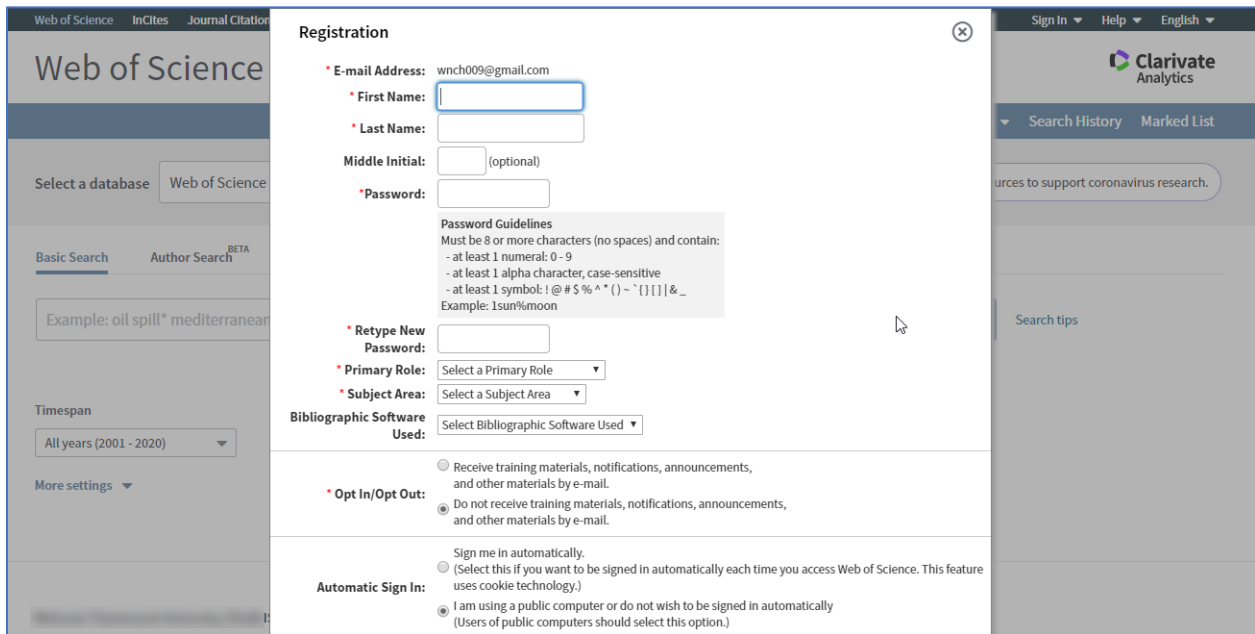 Web of Science InCites Journal Citation
Sign In Help English
Registration
Web of Science
Clarivate
Analytics
* E-mail Address: wnch009@gmail.com
* First Name:
* Last Name:
Search History Marked List
Middle Initial: (optional)
Select a database Web of Science
*Password:
urces to support coronavirus research.
Password Guidelines
Must be 8 or more characters (no spaces) and contain:
- at least 1 numeral: 0 - 9
- at least 1 alpha character, case-sensitive
- at least 1 symbol: ! @ # $ % ^ * ( ) ~ ` { } [ ] | & _
Example: 1sun%moon
Basic Search Author Search BETA
Example: oil spill* mediterranean
Search tips
* Retype New
Password:
* Primary Role: Select a Primary Role
* Subject Area: Select a Subject Area
Bibliographic Software
Used: Select Bibliographic Software Used
Timespan
All years (2001 - 2020)
More settings
* Opt In/Opt Out:
Receive training materials, notifications, announcements,
and other materials by e-mail.
Do not receive training materials, notifications, announcements,
and other materials by e-mail.
Automatic Sign In:
Sign me in automatically.
(Select this if you want to be signed in automatically each time you access Web of Science. This feature
uses cookie technology.)
I am using a public computer or do not wish to be signed in automatically
(Users of public computers should select this option.)